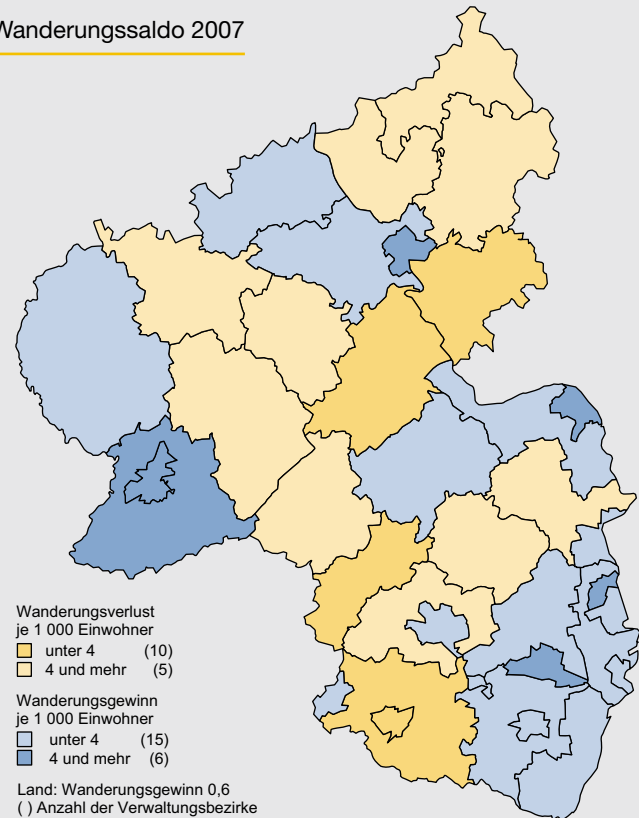 Wanderungssaldo 2007
Wanderungsverlust
je 1 000 Einwohner
unter 4 (10)
4 und mehr (5)
Wanderungsgewinn
je 1 000 Einwohner
unter 4 (15)
4 und mehr (6)
Land: Wanderungsgewinn 0,6
( ) Anzahl der Verwaltungsbezirke